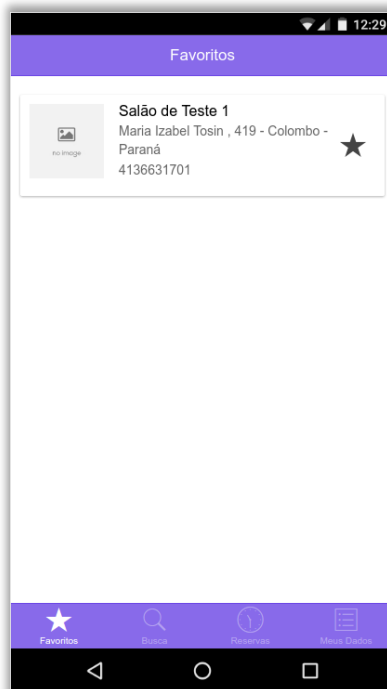 12:29
Favoritos
Salão de Teste 1
Maria Izabel Tosin , 419 - Colombo -
Paraná
4136631701
no image
Favoritos
Busca
Reservas
Meus Dados